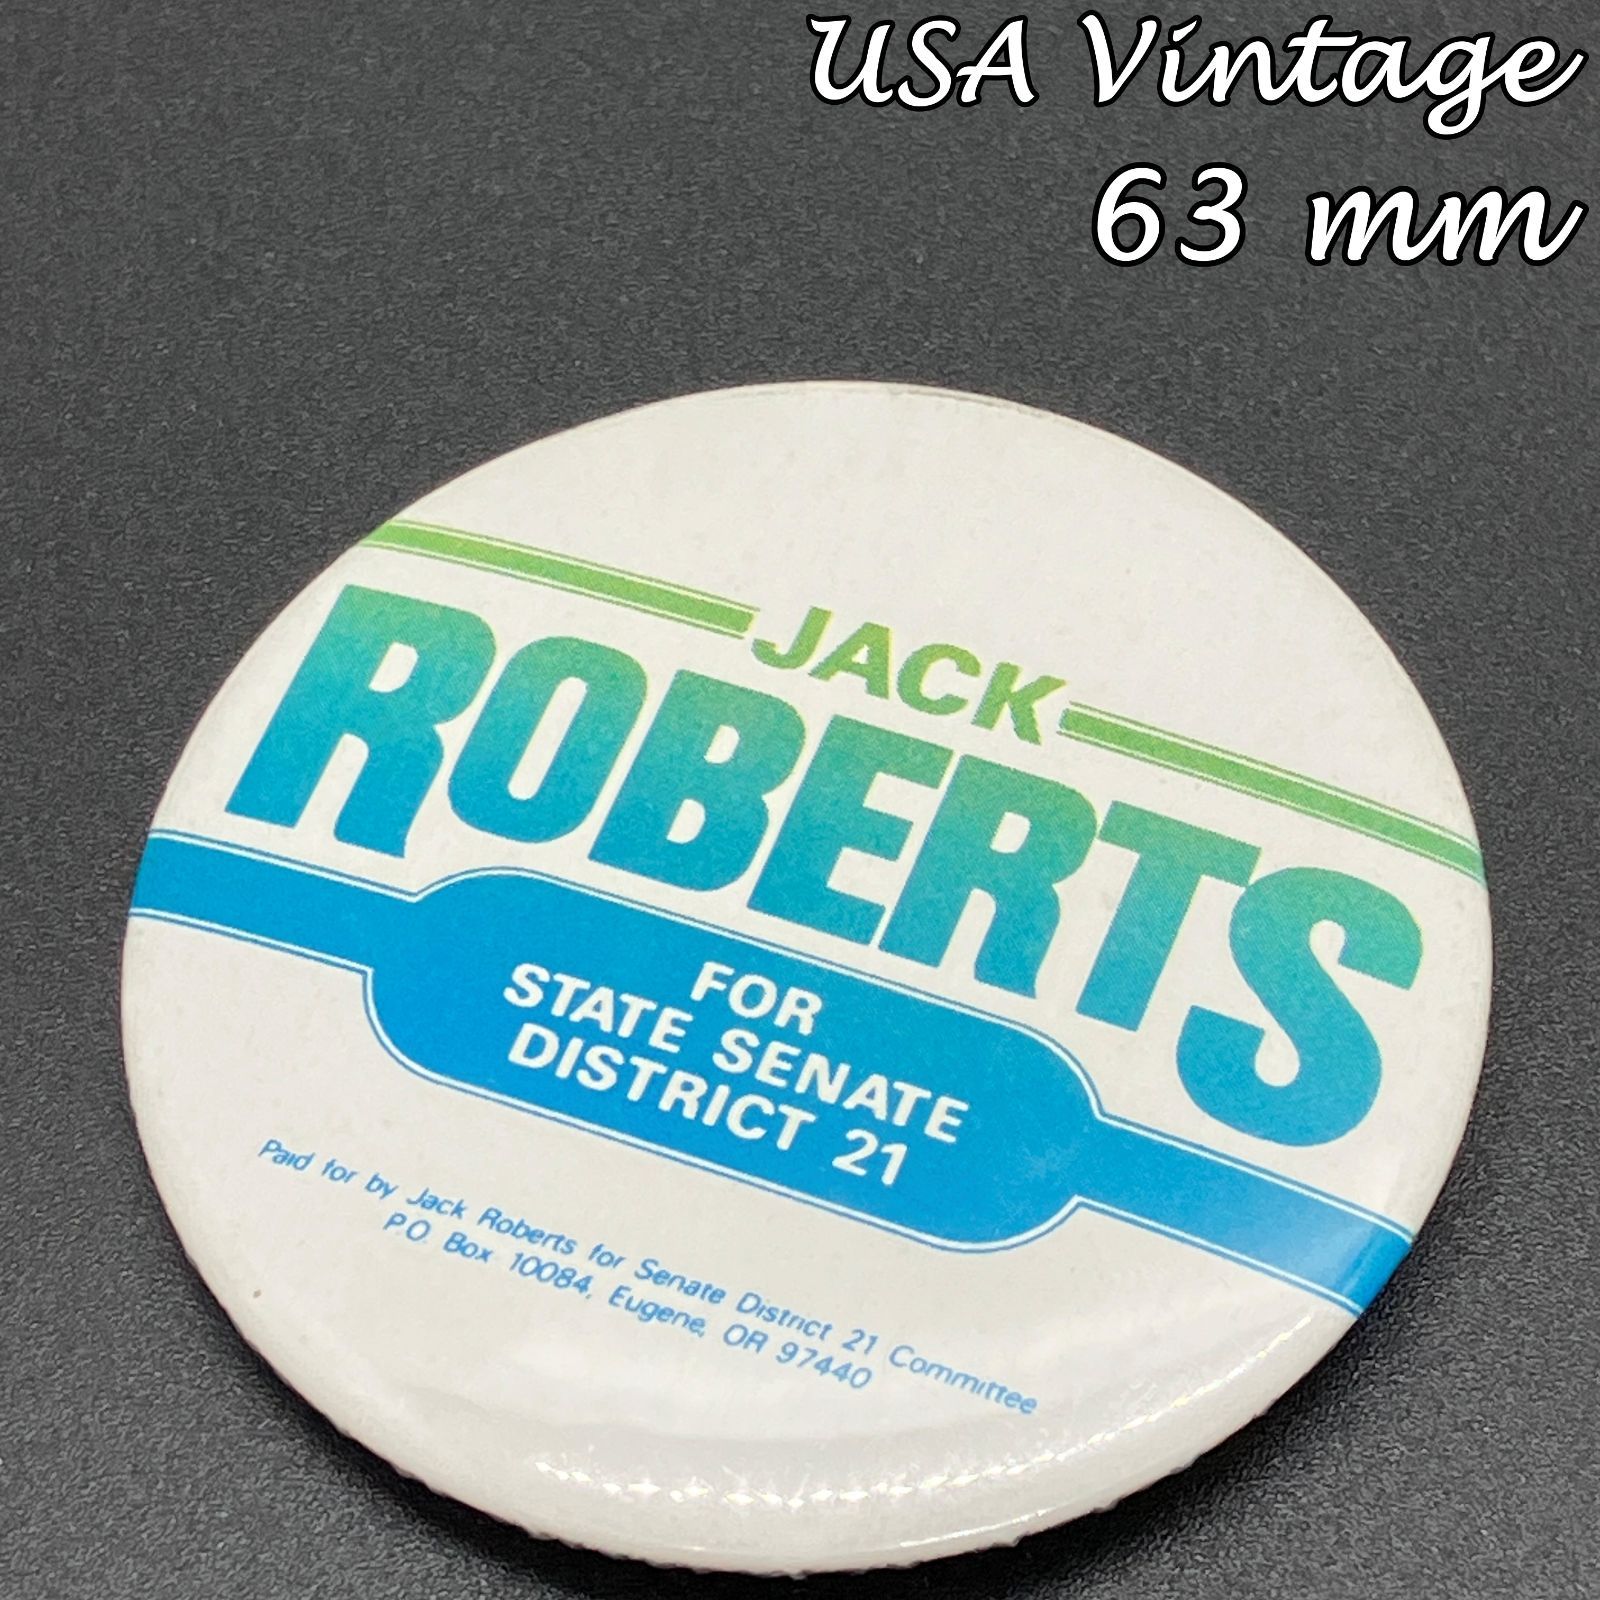 USA Vintage
63 mm
JACK
ROBERTS
FOR
STATE SENATE
DISTRICT 21
Paid for by Jack Roberts for Senate District 21 Committee
P.O. Box 10084, Eugene, OR 97440